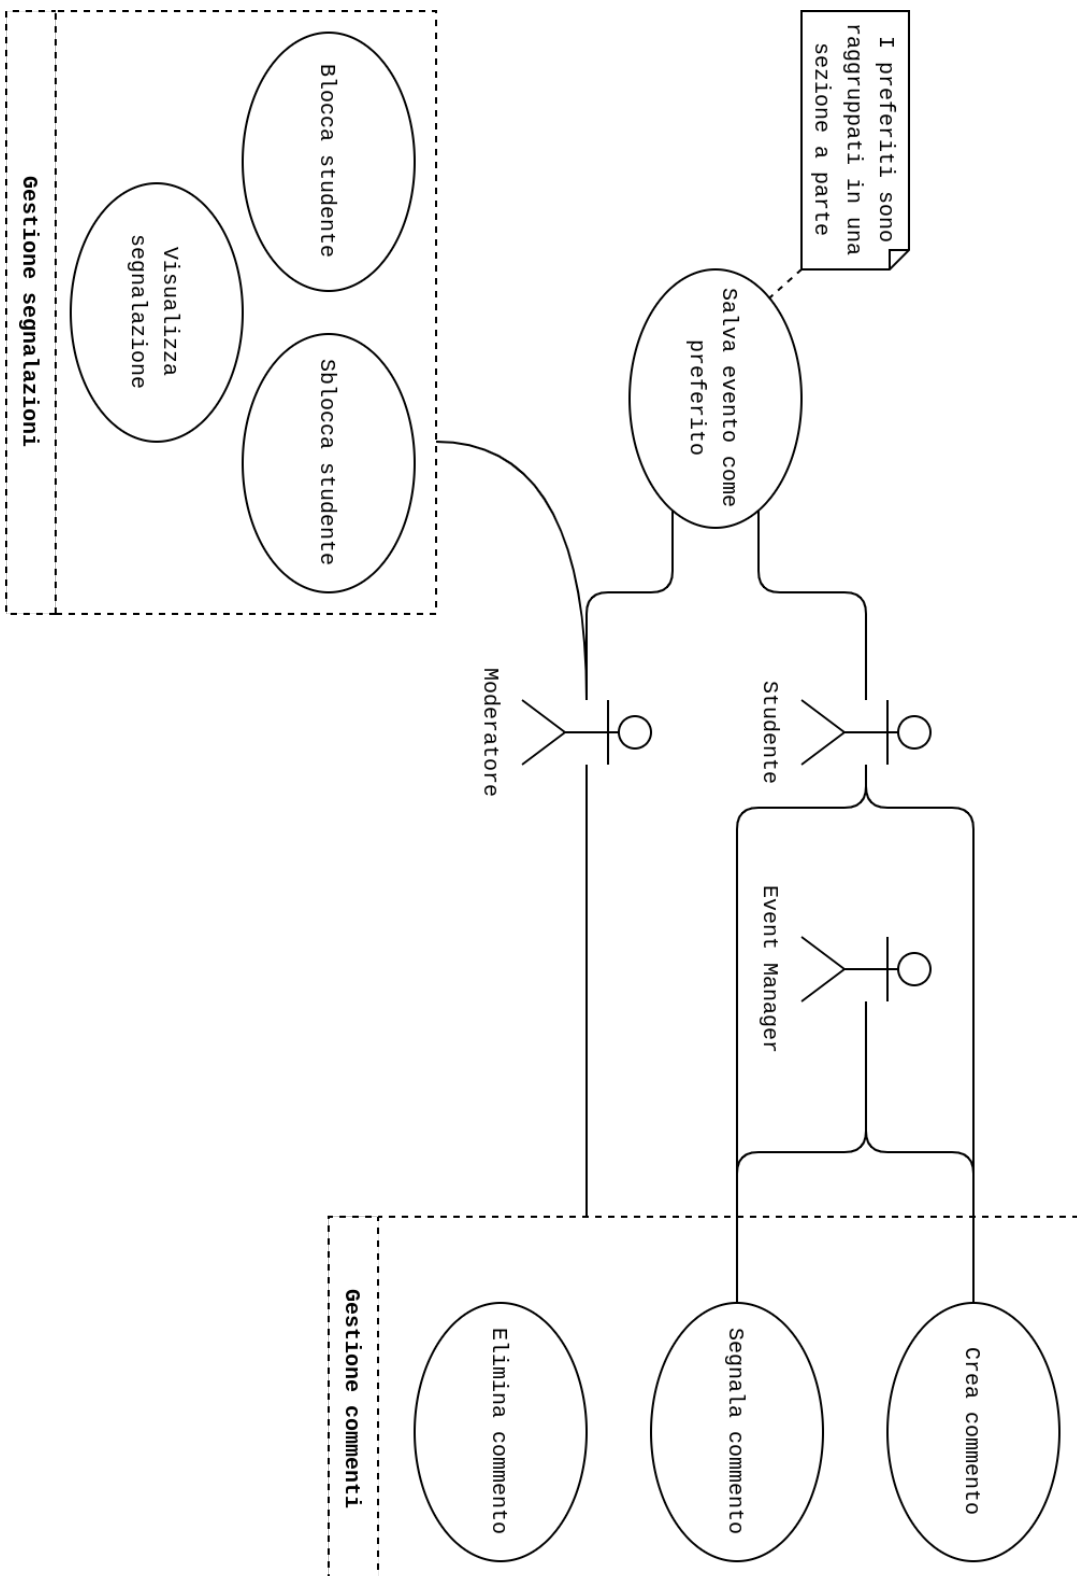 I preferiti sono
raggruppati in una
sezione a parte
Salva evento come
preferito
Blocca studente
Sblocca studente
Visualizza
segnalazione
Gestione segnalazioni
Studente
Moderatore
Event Manager
Crea commento
Segnala commento
Elimina commento
Gestione commenti